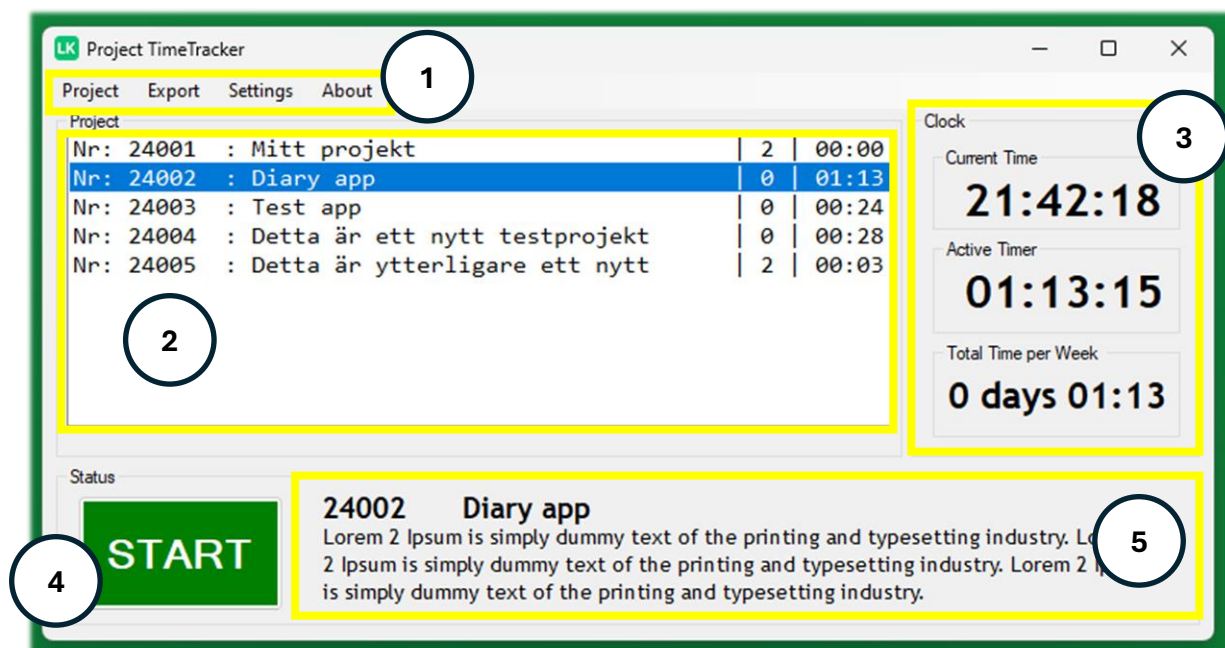 LK Project TimeTracker
Project Export Settings About
1
Project
Nr: 24001 : Mitt projekt | 2 | 00:00
Nr: 24002 : Diary app | 0 | 01:13
Nr: 24003 : Test app | 0 | 00:24
Nr: 24004 : Detta är ett nytt testprojekt | 0 | 00:28
Nr: 24005 : Detta är ytterligare ett nytt | 2 | 00:03
2
Clock
3
Current Time
21:42:18
Active Timer
01:13:15
Total Time per Week
0 days 01:13
Status
START
4
24002 Diary app
Lorem 2 Ipsum is simply dummy text of the printing and typesetting industry.
2 Ipsum is simply dummy text of the printing and typesetting industry. Lorem 2
is simply dummy text of the printing and typesetting industry.
5